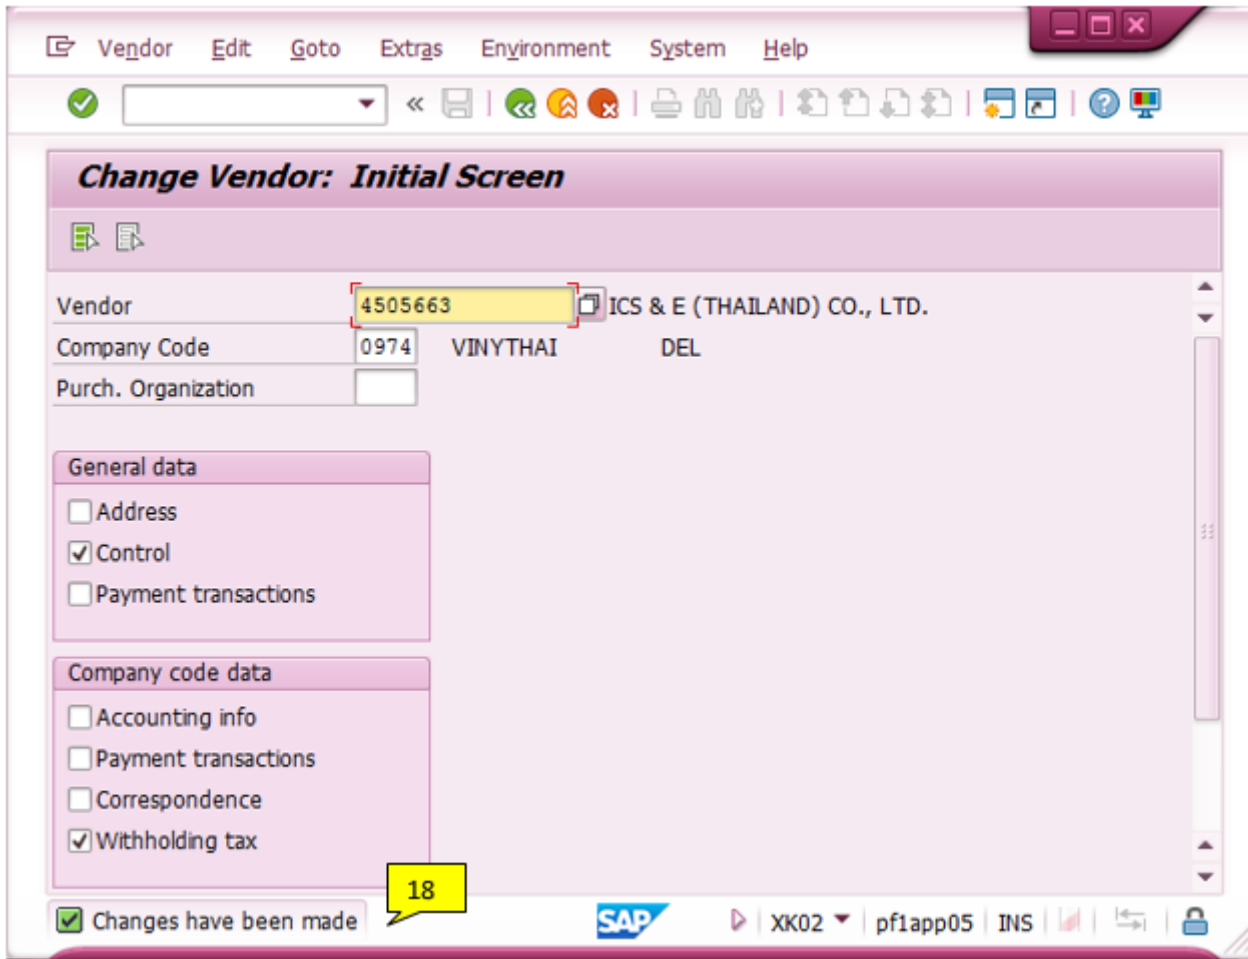 Vendor Edit Goto Extras Environment System Help
Change Vendor: Initial Screen
Vendor 4505663 ICS & E (THAILAND) CO., LTD.
Company Code 0974 VINYTHAI DEL
Purch. Organization
General data
Address
Control
Payment transactions
Company code data
Accounting info
Payment transactions
Correspondence
Withholding tax
18
Changes have been made SAP XK02 pf1app05 INS